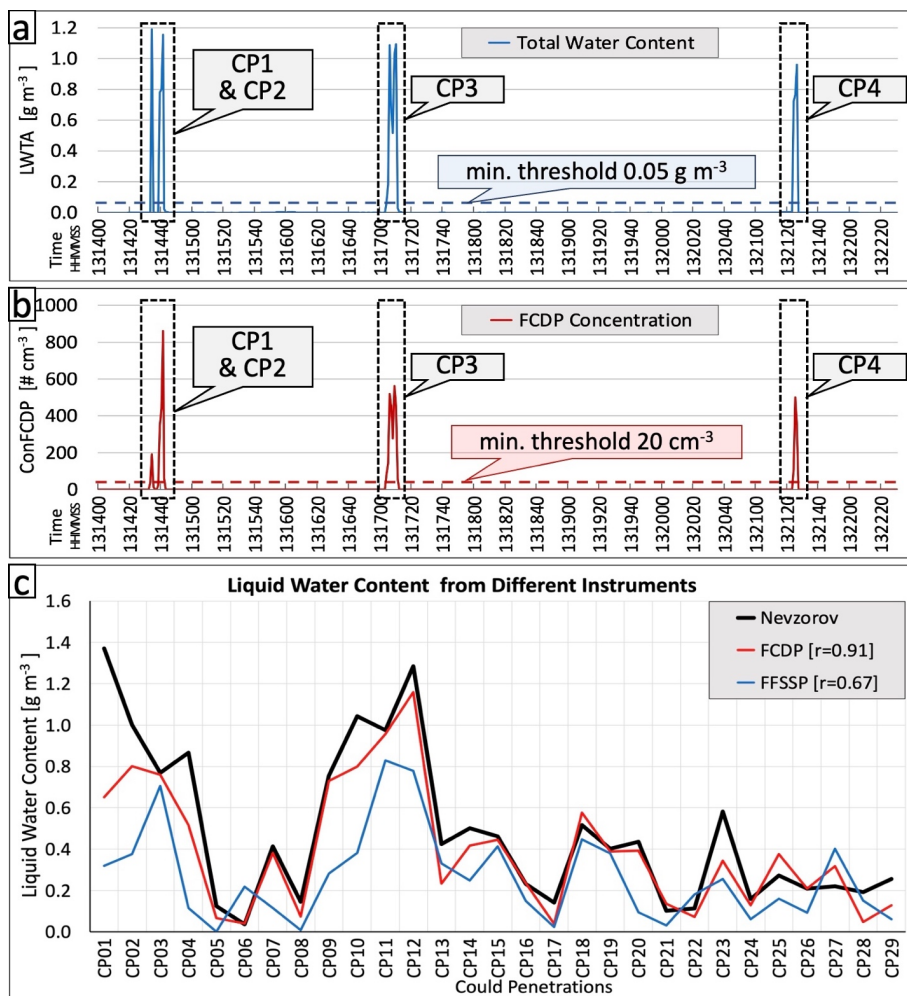 a
1.2
1.0
0.8
0.6
0.4
0.2
0.0
LWTA [g m⁻³]
Total Water Content
CP1
& CP2
CP3
CP4
min. threshold 0.05 g m⁻³
Time
HHMMSS
131400
131420
131440
131500
131520
131540
131600
131620
131640
131700
131720
131740
131800
131820
131840
131900
131920
131940
132000
132020
132040
132100
132120
132140
132200
132220
b
1000
800
600
400
200
0
ConFCDP [# cm⁻³]
FCDP Concentration
CP1
& CP2
CP3
CP4
min. threshold 20 cm⁻³
Time
HHMMSS
131400
131420
131440
131500
131520
131540
131600
131620
131640
131700
131720
131740
131800
131820
131840
131900
131920
131940
132000
132020
132040
132100
132120
132140
132200
132220
c
Liquid Water Content from Different Instruments
1.6
1.4
1.2
1.0
0.8
0.6
0.4
0.2
0.0
Liquid Water Content [g m⁻³]
Nevzorov
FCDP [r=0.91]
FFSSP [r=0.67]
CP01
CP02
CP03
CP04
CP05
CP06
CP07
CP08
CP09
CP10
CP11
CP12
CP13
CP14
CP15
CP16
CP17
CP18
CP19
CP20
CP21
CP22
CP23
CP24
CP25
CP26
CP27
CP28
CP29
Could Penetrations